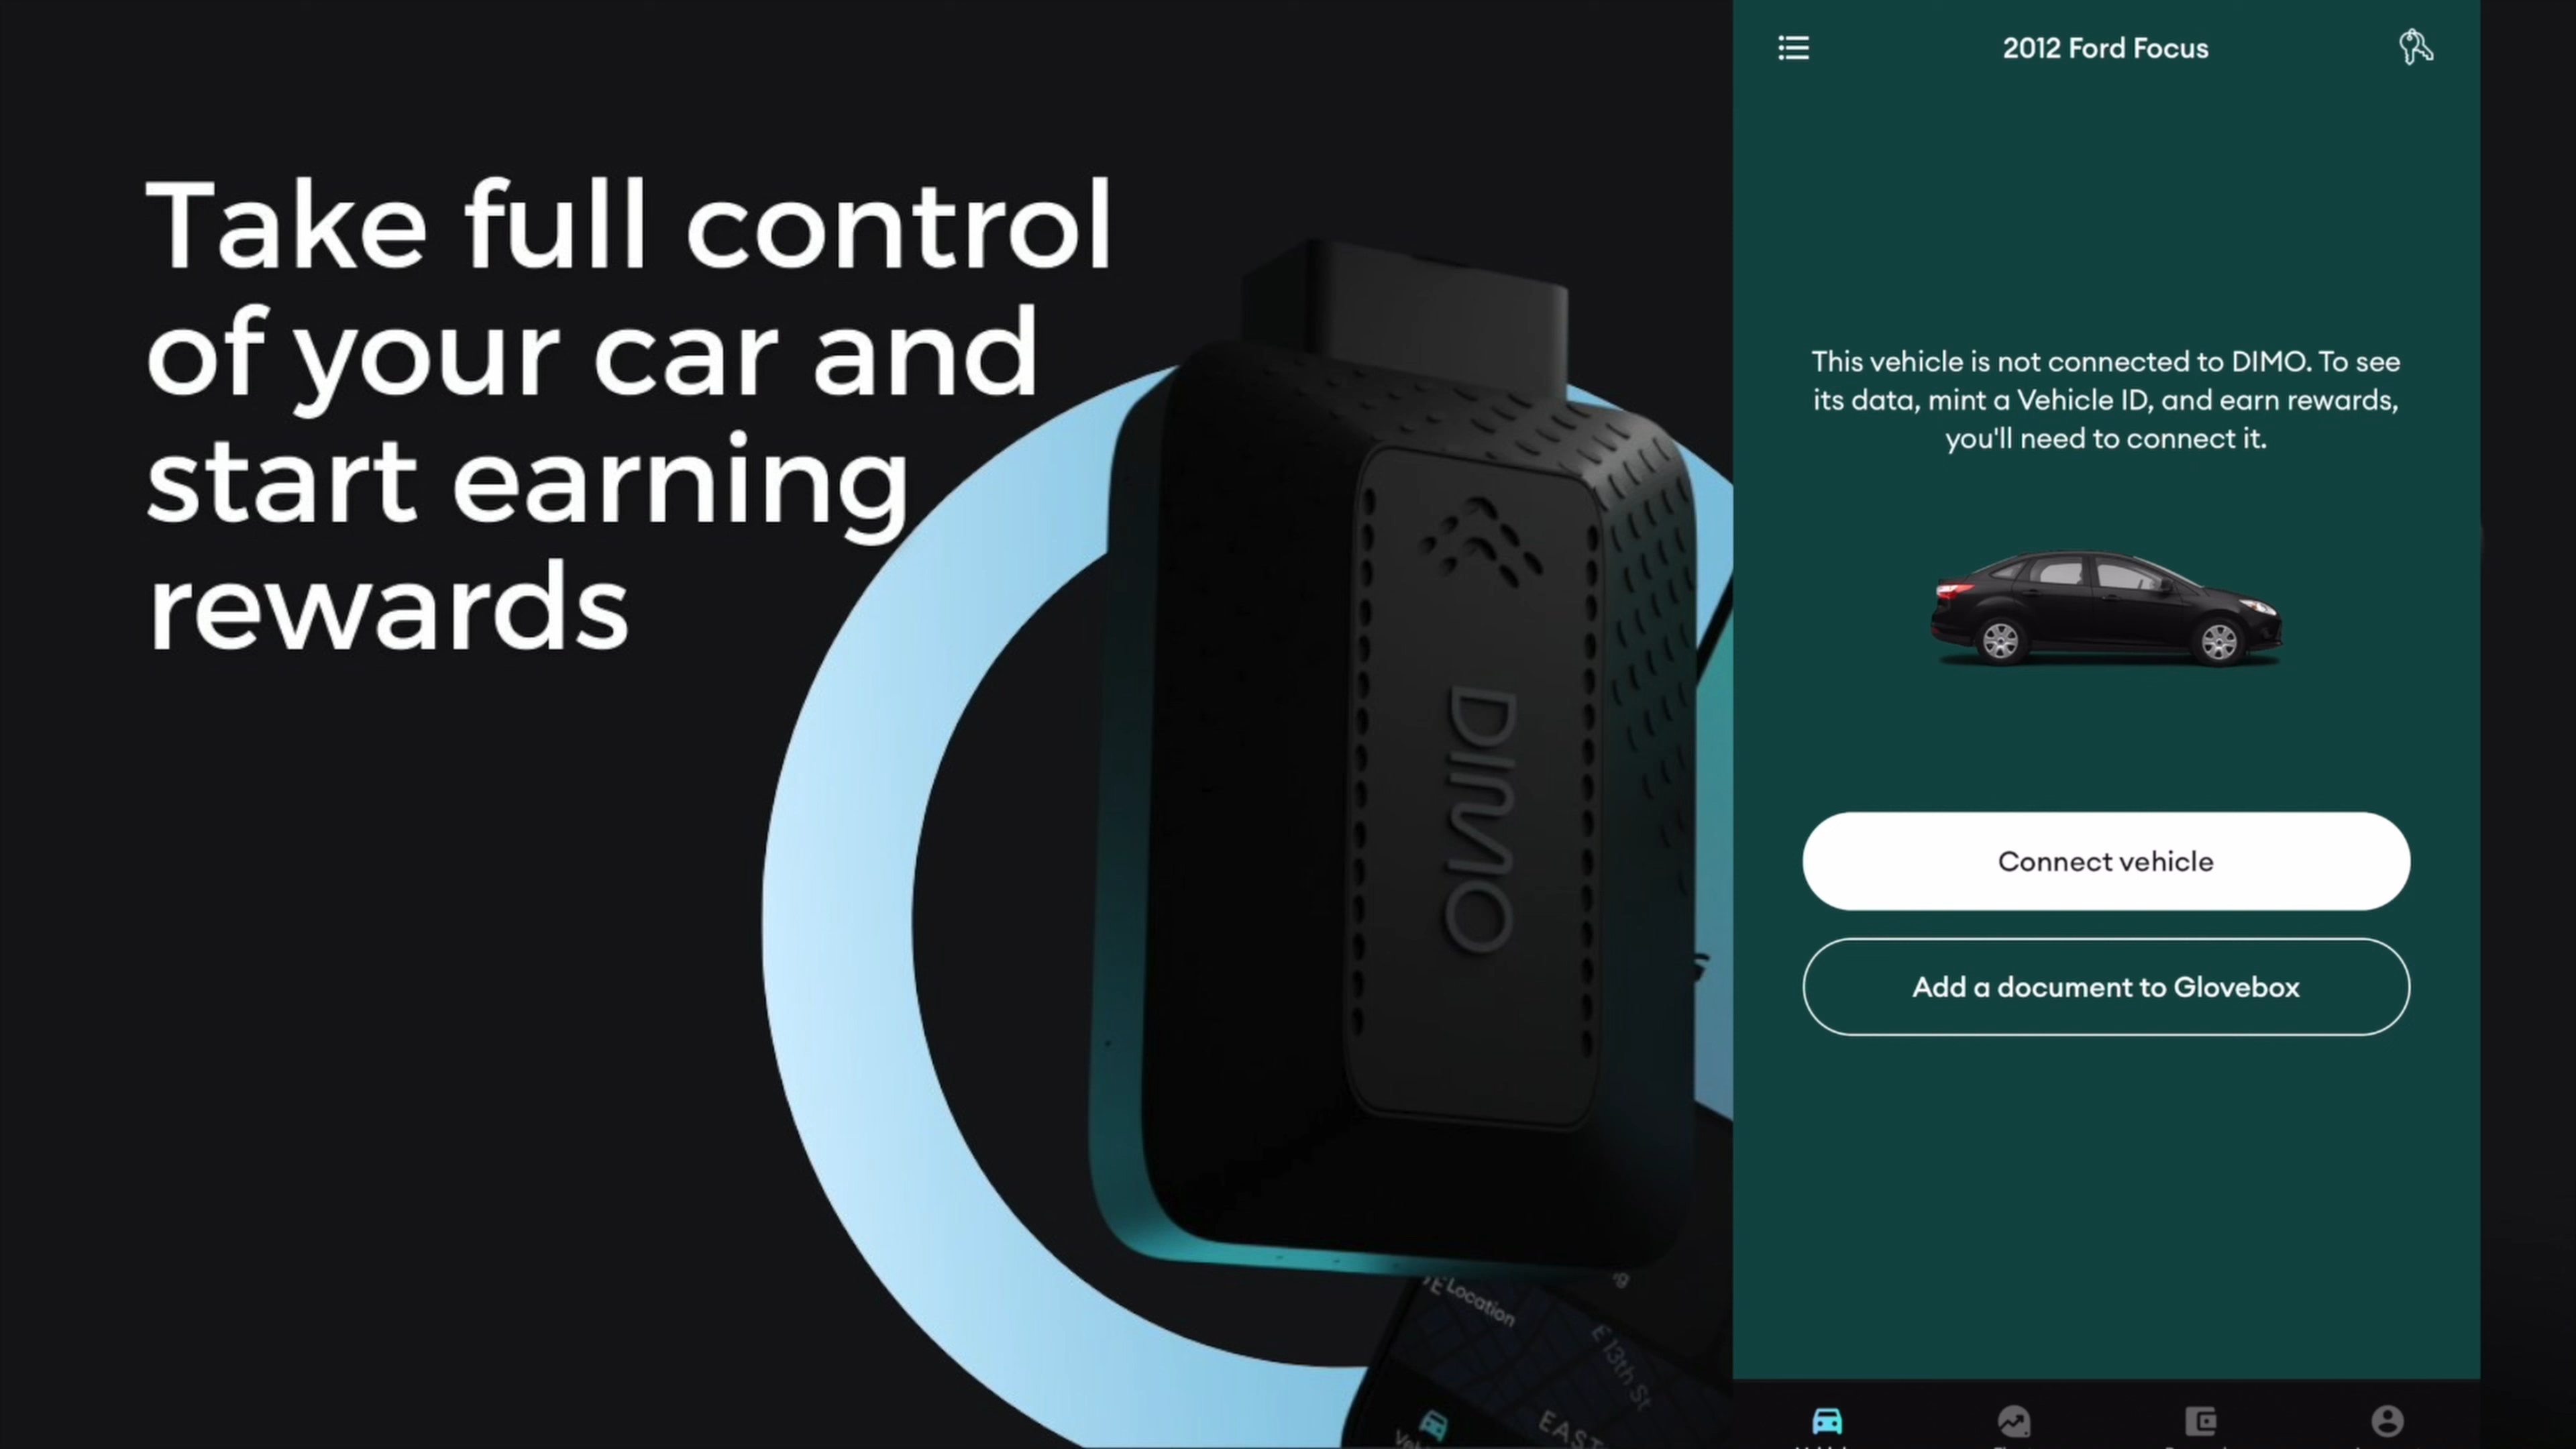 Take full control
of your car and
start earning
rewards
DIMO
Location
E 13th St
EAST
2012 Ford Focus
This vehicle is not connected to DIMO. To see
its data, mint a Vehicle ID, and earn rewards,
you'll need to connect it.
Connect vehicle
Add a document to Glovebox